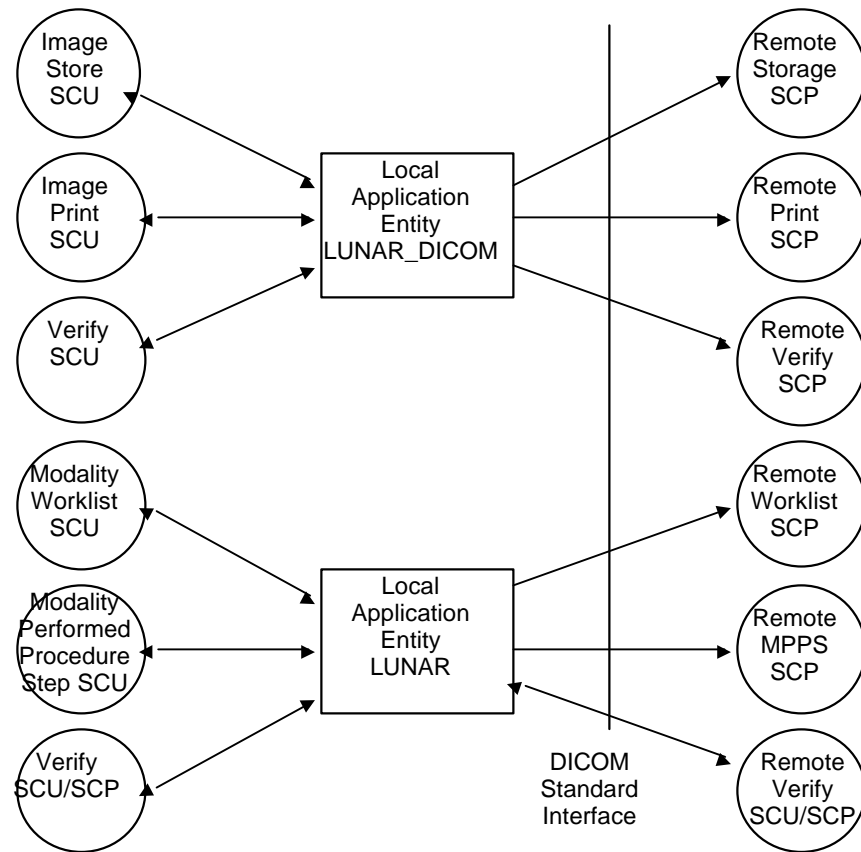 Image
Store
SCU
Local
Application
Entity
LUNAR_DICOM
Remote
Storage
SCP
Image
Print
SCU
Remote
Print
SCP
Verify
SCU
Remote
Verify
SCP
Modality
Worklist
SCU
Local
Application
Entity
LUNAR
Remote
Worklist
SCP
Modality
Performed
Procedure
Step SCU
Remote
MPPS
SCP
Verify
SCU/SCP
DICOM
Standard
Interface
Remote
Verify
SCU/SCP